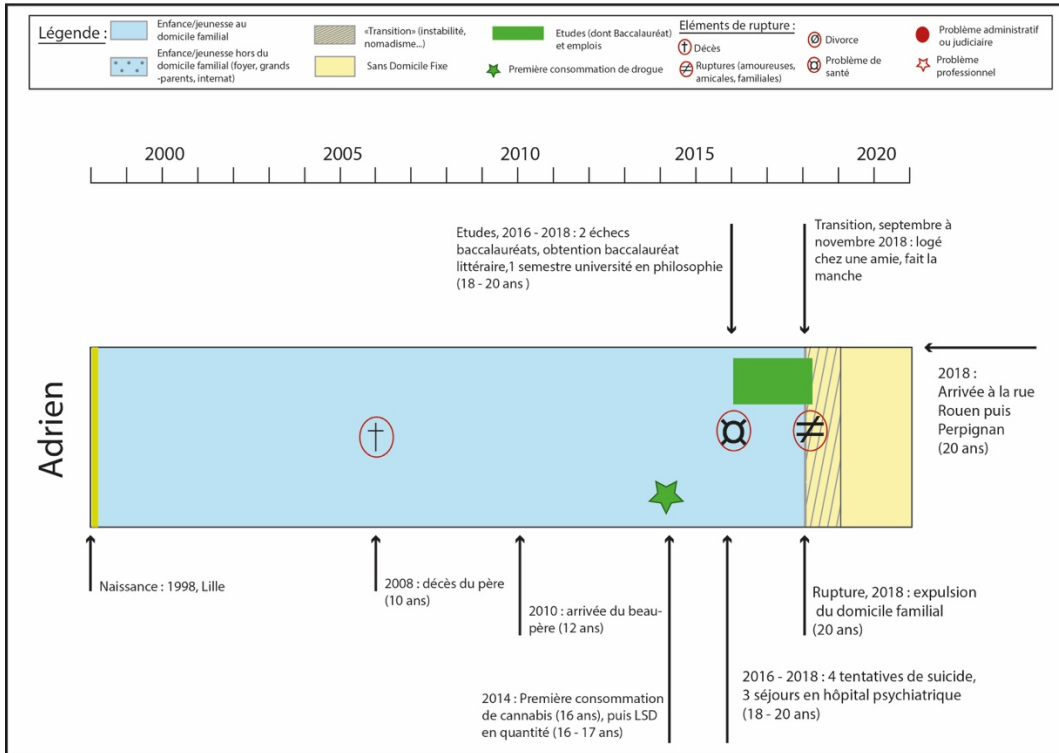 Légende :
Enfance/jeunesse au
domicile familial
Enfance/jeunesse hors du
domicile familial (foyer, grands
-parents, internat)
«Transition» (instabilité,
nomadisme...)
Sans Domicile Fixe
Etudes (dont Baccalauréat)
et emplois
Première consommation de drogue
Eléments de rupture :
Décès
Ruptures (amoureuses,
amicales, familiales)
Divorce
Problème de
santé
Problème administratif
ou judiciaire
Problème
professionnel
2000
2005
2010
2015
2020
Etudes, 2016 - 2018 : 2 échecs
baccalauréats, obtention baccalauréat
littéraire,1 semestre université en philosophie
(18 - 20 ans )
Transition, septembre à
novembre 2018 : logé
chez une amie, fait la
manche
Adrien
2018 :
Arrivée à la rue
Rouen puis
Perpignan
(20 ans)
Naissance : 1998, Lille
2008 : décès du père
(10 ans)
2010 : arrivée du beau-
père (12 ans)
2014 : Première consommation
de cannabis (16 ans), puis LSD
en quantité (16 - 17 ans)
Rupture, 2018 : expulsion
du domicile familial
(20 ans)
2016 - 2018 : 4 tentatives de suicide,
3 séjours en hôpital psychiatrique
(18 - 20 ans)